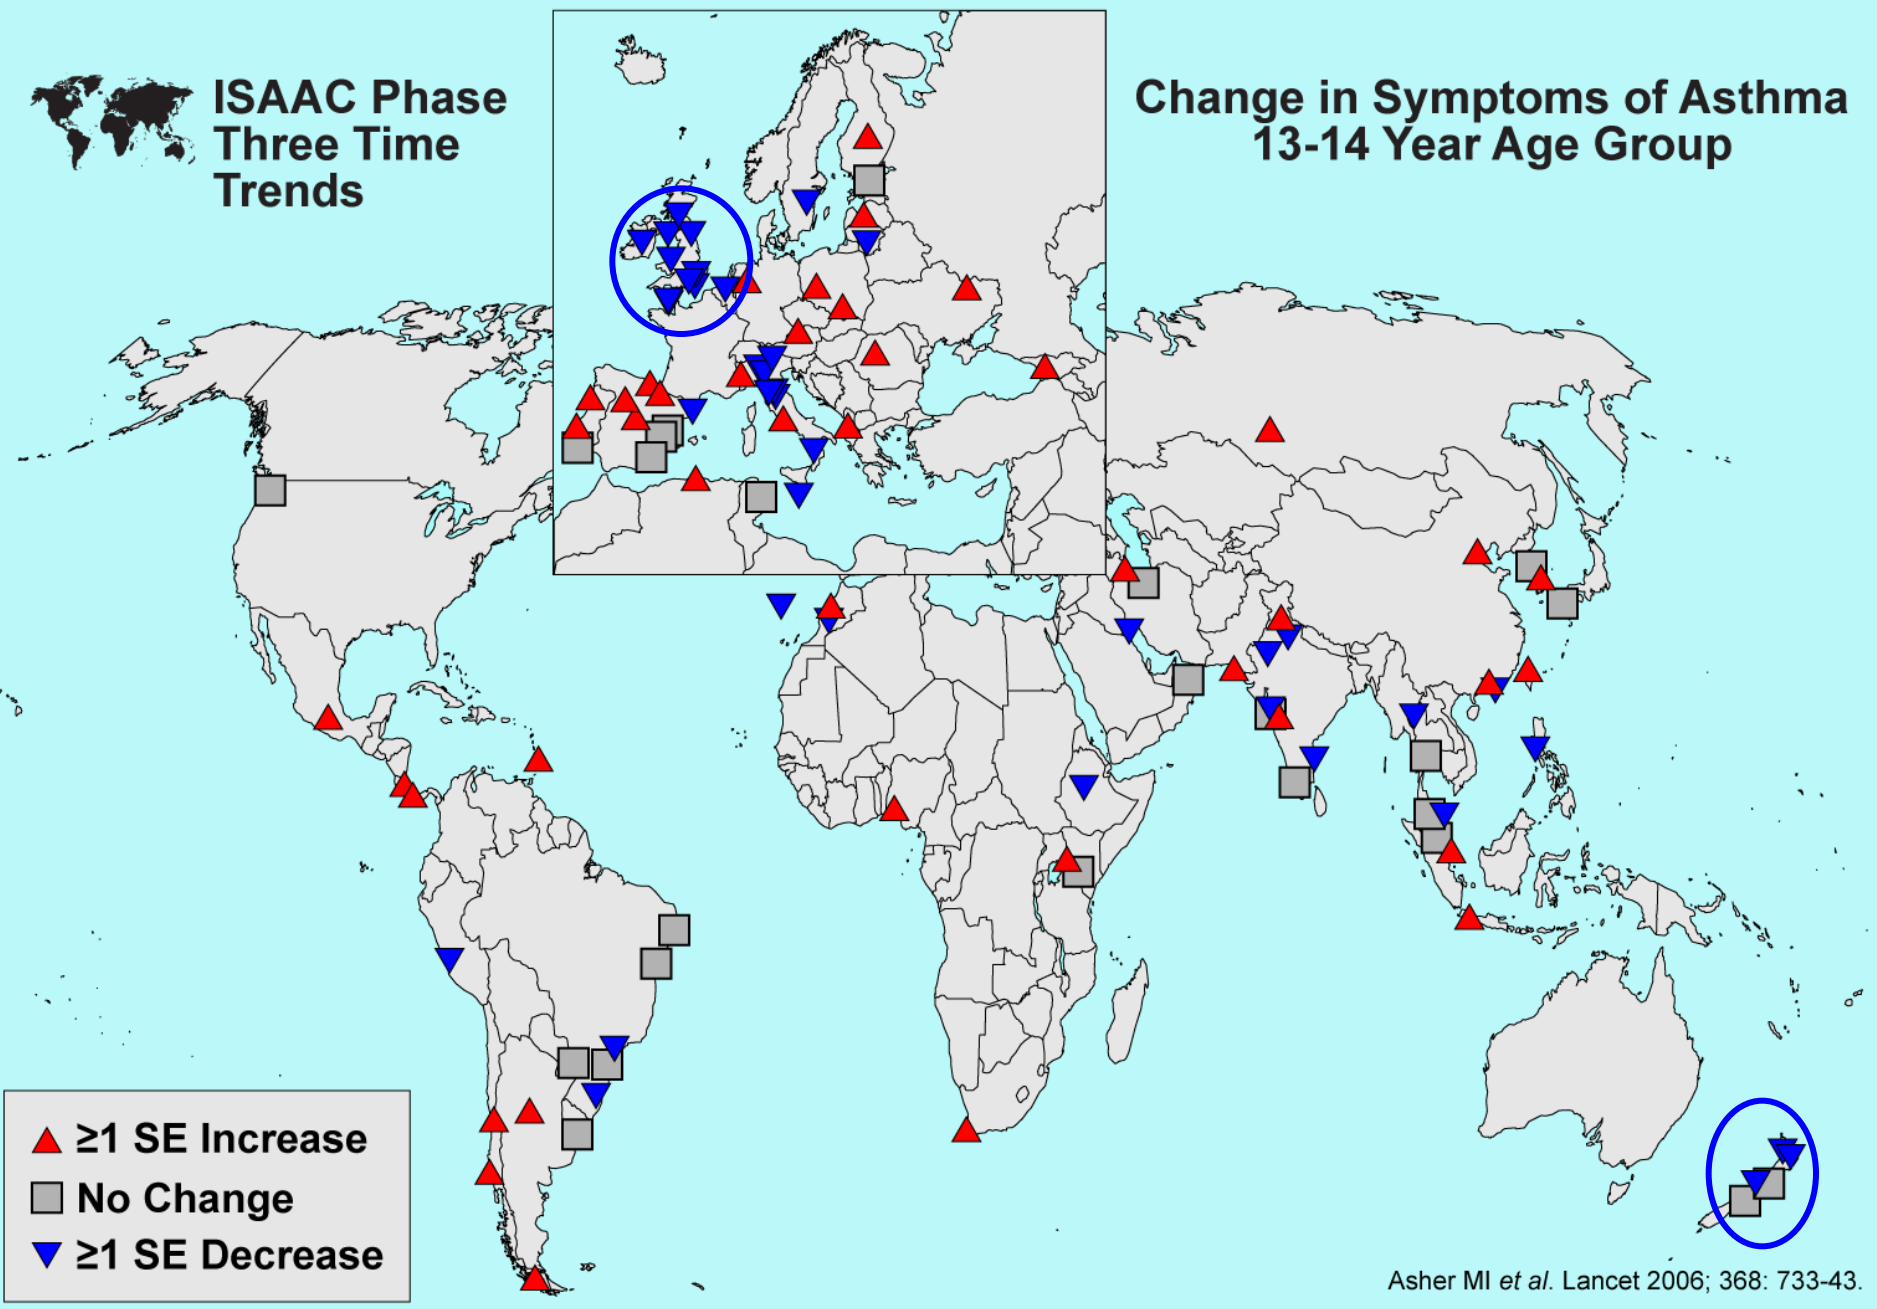 ISAAC Phase
Three Time
Trends
Change in Symptoms of Asthma
13-14 Year Age Group
≥1 SE Increase
No Change
≥1 SE Decrease
Asher MI et al. Lancet 2006; 368: 733-43.